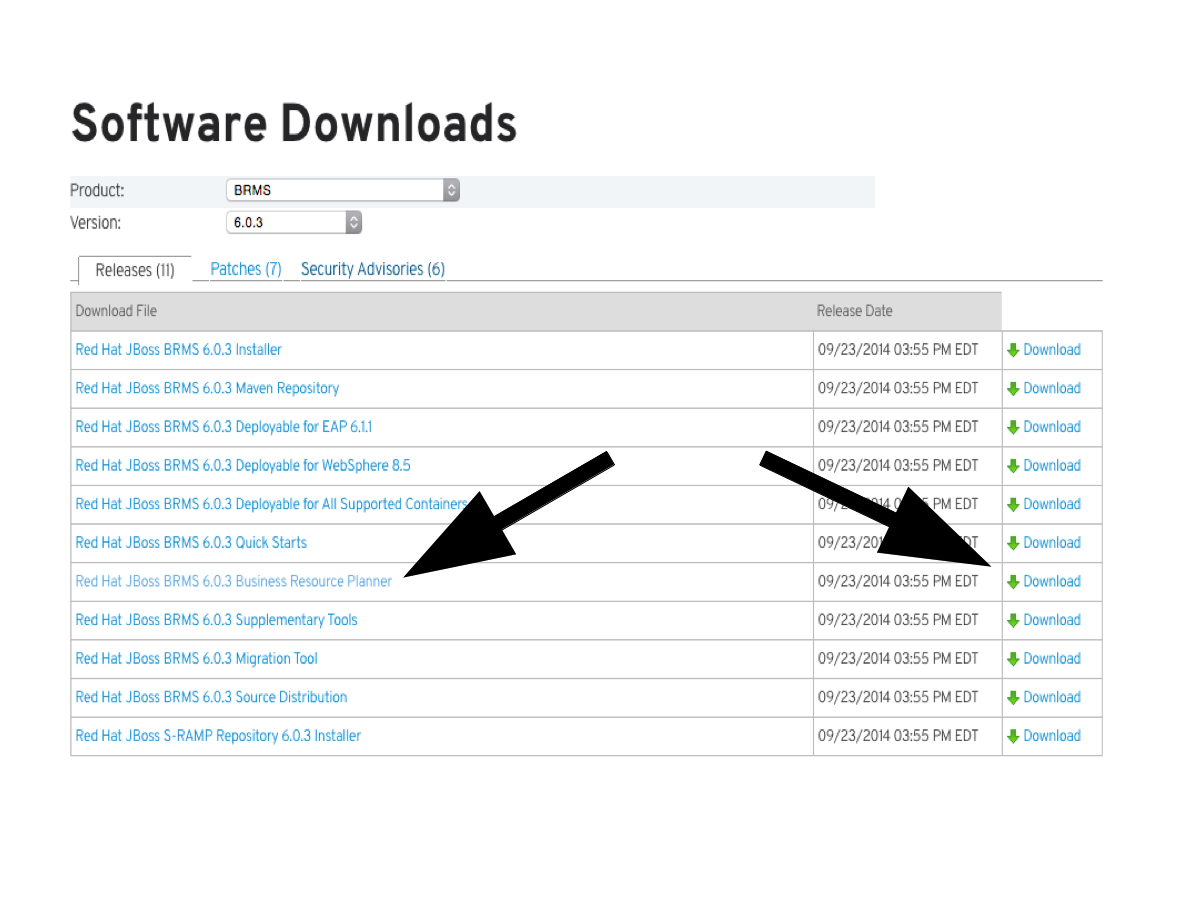 Software Downloads
Product: BRMS
Version: 6.0.3
Releases (11) Patches (7) Security Advisories (6)
Download File Release Date
Red Hat JBoss BRMS 6.0.3 Installer 09/23/2014 03:55 PM EDT Download
Red Hat JBoss BRMS 6.0.3 Maven Repository 09/23/2014 03:55 PM EDT Download
Red Hat JBoss BRMS 6.0.3 Deployable for EAP 6.1.1 09/23/2014 03:55 PM EDT Download
Red Hat JBoss BRMS 6.0.3 Deployable for WebSphere 8.5 09/23/2014 03:55 PM EDT Download
Red Hat JBoss BRMS 6.0.3 Deployable for All Supported Containers PM EDT Download
Red Hat JBoss BRMS 6.0.3 Quick Starts Download
Red Hat JBoss BRMS 6.0.3 Business Resource Planner 09/23/2014 03:55 PM EDT Download
Red Hat JBoss BRMS 6.0.3 Supplementary Tools 09/23/2014 03:55 PM EDT Download
Red Hat JBoss BRMS 6.0.3 Migration Tool 09/23/2014 03:55 PM EDT Download
Red Hat JBoss BRMS 6.0.3 Source Distribution 09/23/2014 03:55 PM EDT Download
Red Hat JBoss S-RAMP Repository 6.0.3 Installer 09/23/2014 03:55 PM EDT Download